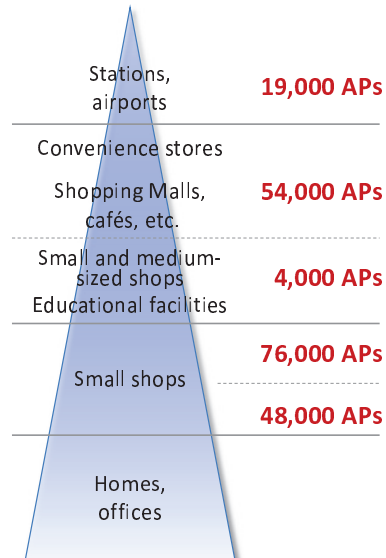 Stations,
airports
19,000 APs
Convenience stores
Shopping Malls,
cafés, etc.
54,000 APs
Small and medium-
sized shops
Educational facilities
4,000 APs
76,000 APs
Small shops
48,000 APs
Homes,
offices